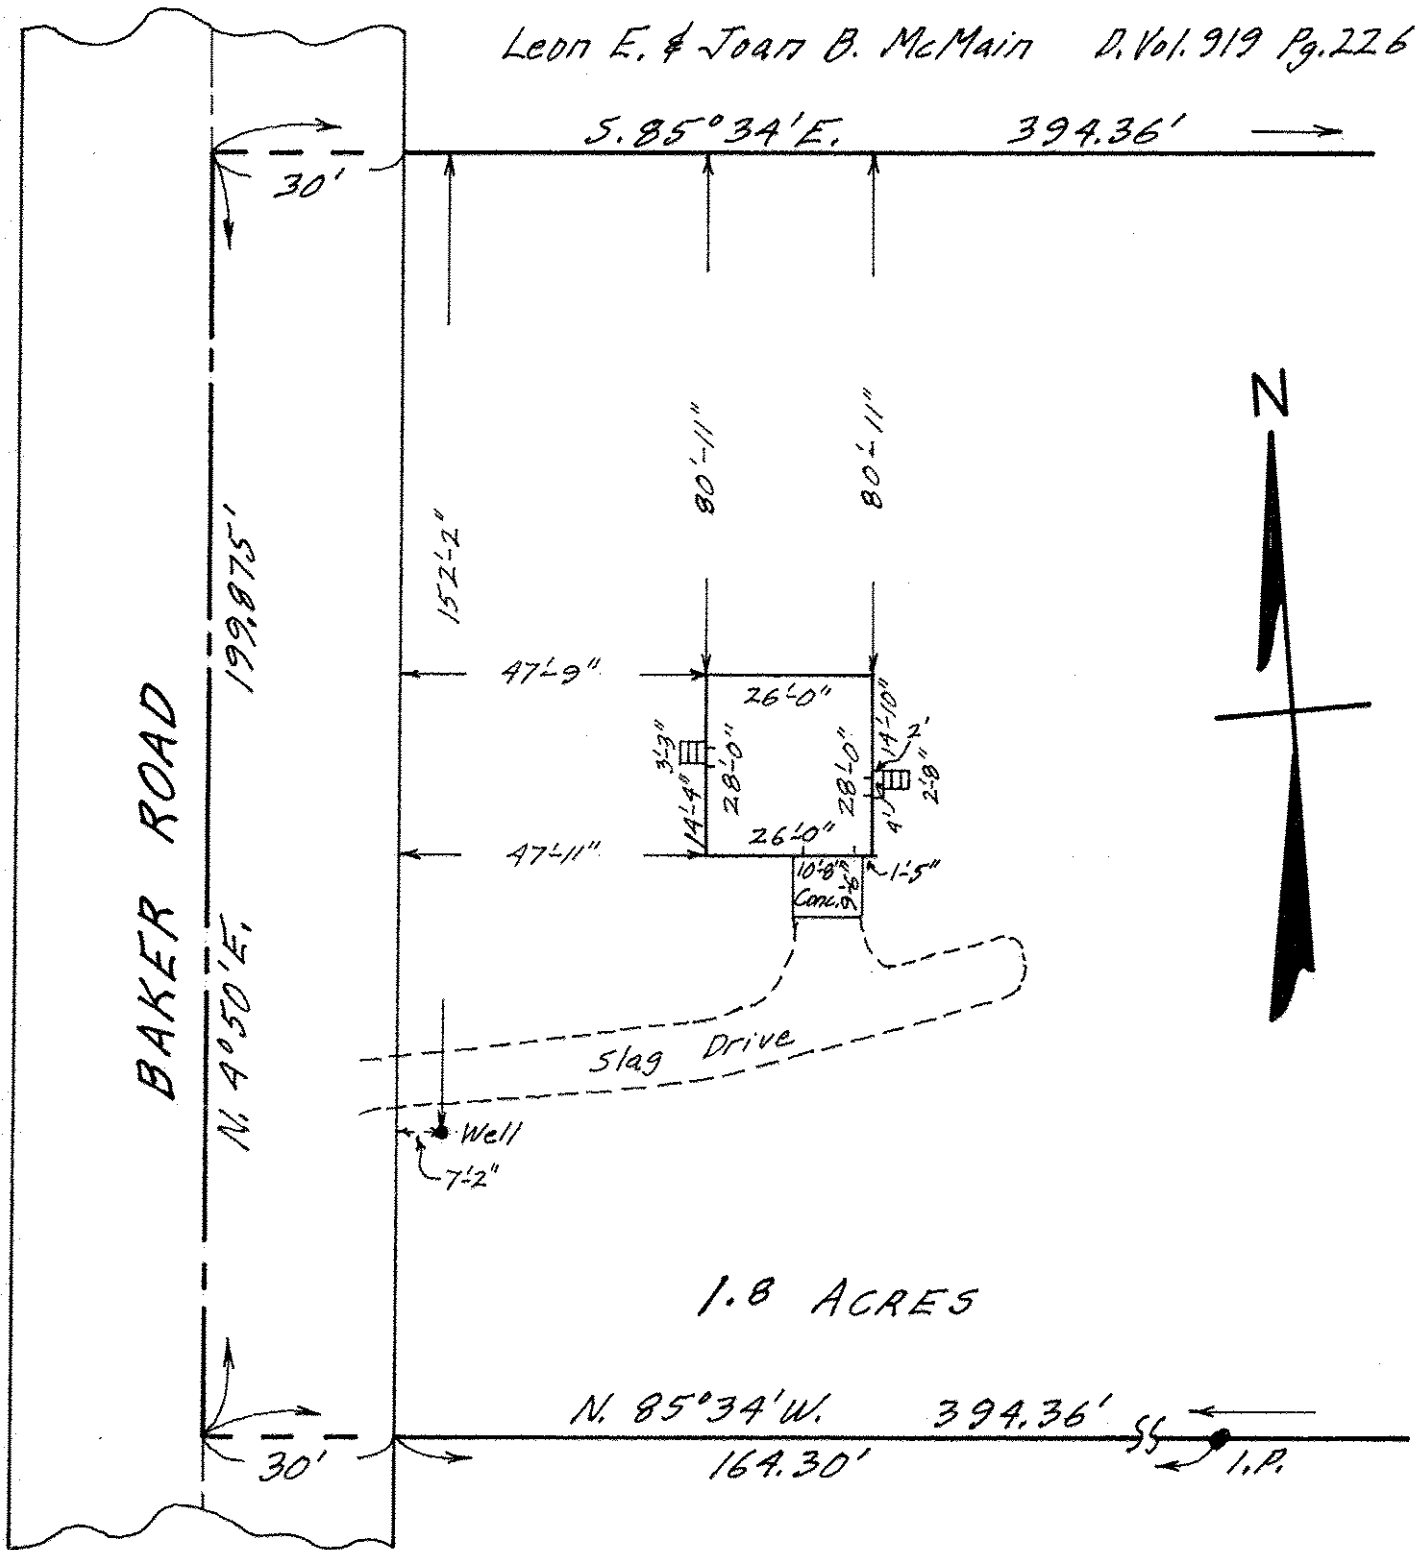 Leon E. & Joan B. McMain D. Vol. 919 Pg. 226
S. 85° 34' E. 394.36'
30'
N
80'-11"
80'-11"
152'-2"
199.875'
BAKER ROAD
N. 4° 50' E.
47'-9"
26'-0"
3'-3"
14'-4"
28'-0"
28'-0"
14'-10"
2'
2'-8"
4'
26'-0"
47'-11"
10'-8"
Conc.
9'-6"
1'-5"
Slag Drive
Well
7'-2"
1.8 ACRES
N. 85° 34' W. 394.36'
30'
164.30'
I.P.